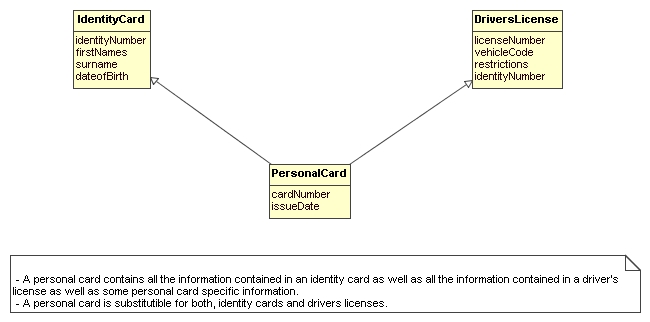 IdentityCard
identityNumber
firstNames
surname
dateofBirth
DriversLicense
licenseNumber
vehicleCode
restrictions
identityNumber
PersonalCard
cardNumber
issueDate
- A personal card contains all the information contained in an identity card as well as all the information contained in a driver's
license as well as some personal card specific information.
- A personal card is substitutible for both, identity cards and drivers licenses.